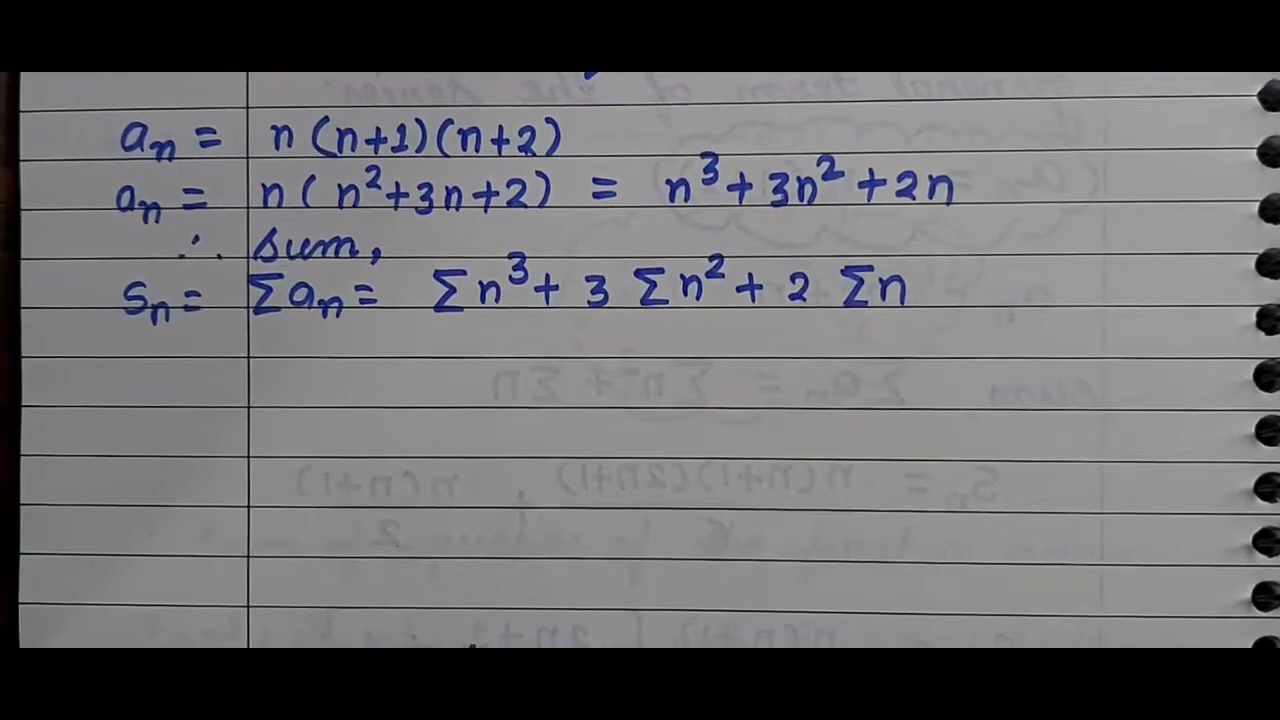 aₙ = n(n+1)(n+2)
aₙ = n(n²+3n+2) = n³+3n²+2n
∴ sum,
Sₙ = Σaₙ = Σn³+ 3 Σn²+ 2 Σn